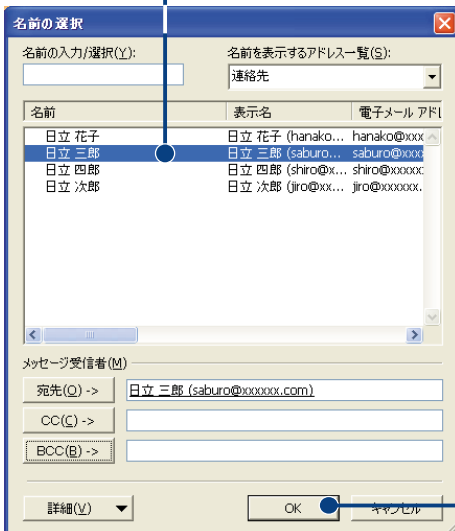 名前の選択
名前の入力/選択(Y):
名前を表示するアドレス一覧(S):
連絡先
名前 表示名 電子メール アドレ
日立 花子 日立 花子 (hanako... hanako@xxx
日立 三郎 日立 三郎 (saburo... saburo@xxxx
日立 四郎 日立 四郎 (shiro@x... shiro@xxxxx
日立 次郎 日立 次郎 (jiro@xx... jiro@xxxxxx.
メッセージ受信者(M)
宛先(O) -> 日立 三郎 (saburo@xxxxxx.com)
CC(C) ->
BCC(B) ->
詳細(V) OK キャンセル